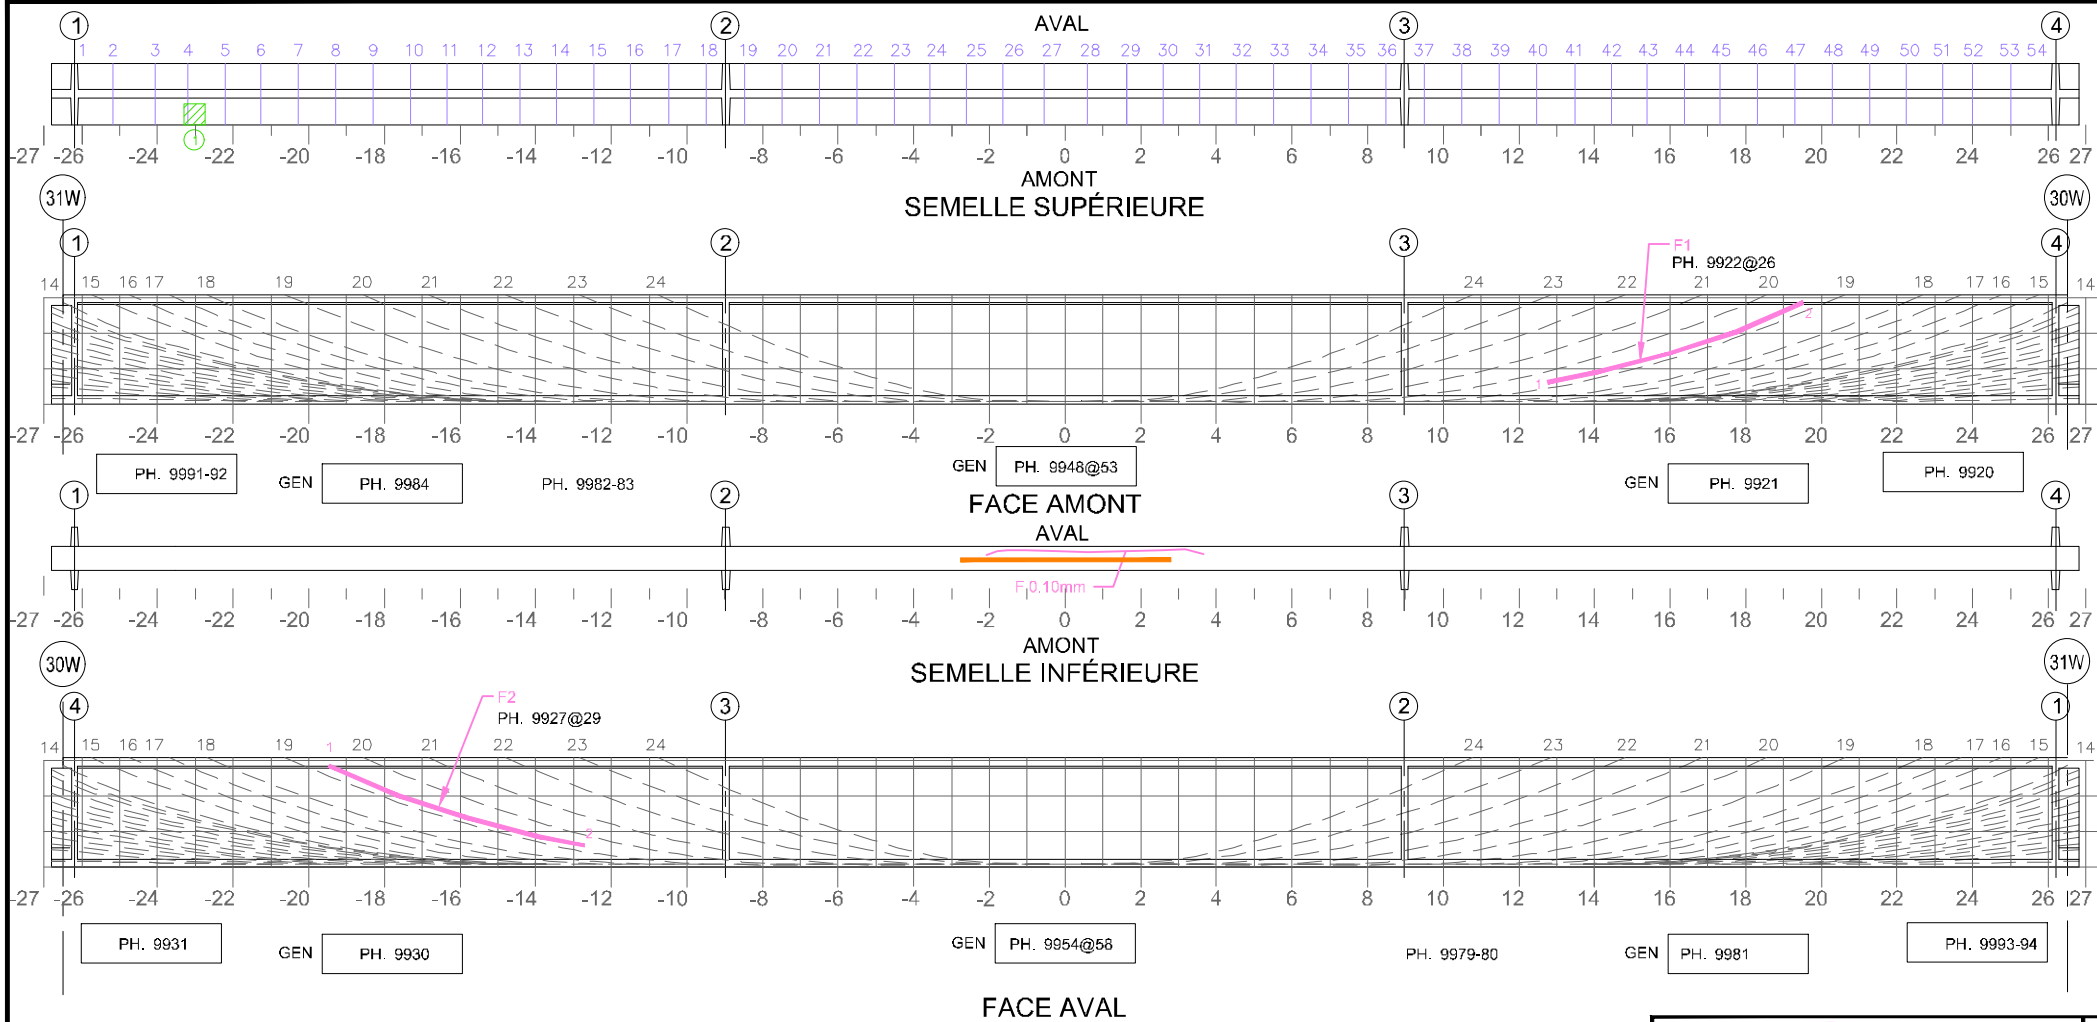 1 2 AVAL 3 4
1 2 3 4 5 6 7 8 9 10 11 12 13 14 15 16 17 18 19 20 21 22 23 24 25 26 27 28 29 30 31 32 33 34 35 36 37 38 39 40 41 42 43 44 45 46 47 48 49 50 51 52 53 54
1
-27 -26 -24 -22 -20 -18 -16 -14 -12 -10 -8 -6 -4 -2 0 2 4 6 8 10 12 14 16 18 20 22 24 26 27
AMONT
SEMELLE SUPÉRIEURE
31W 30W
1 2 3 4
F1
PH. 9922@26
14 15 16 17 18 19 20 21 22 23 24 24 23 22 21 20 19 18 17 16 15 14
2
1
-27 -26 -24 -22 -20 -18 -16 -14 -12 -10 -8 -6 -4 -2 0 2 4 6 8 10 12 14 16 18 20 22 24 26 27
PH. 9991-92 GEN PH. 9984 PH. 9982-83 GEN PH. 9948@53 GEN PH. 9921 PH. 9920
FACE AMONT
1 2 3 4
AVAL
F 0.10mm
-27 -26 -24 -22 -20 -18 -16 -14 -12 -10 -8 -6 -4 -2 0 2 4 6 8 10 12 14 16 18 20 22 24 26 27
AMONT
SEMELLE INFÉRIEURE
30W 31W
4 3 2 1
F2
PH. 9927@29
14 15 16 17 18 19 1 20 21 22 23 24 24 23 22 21 20 19 18 17 16 15 14
2
-27 -26 -24 -22 -20 -18 -16 -14 -12 -10 -8 -6 -4 -2 0 2 4 6 8 10 12 14 16 18 20 22 24 26 27
PH. 9931 GEN PH. 9930 GEN PH. 9954@58 PH. 9979-80 GEN PH. 9981 PH. 9993-94
FACE AVAL